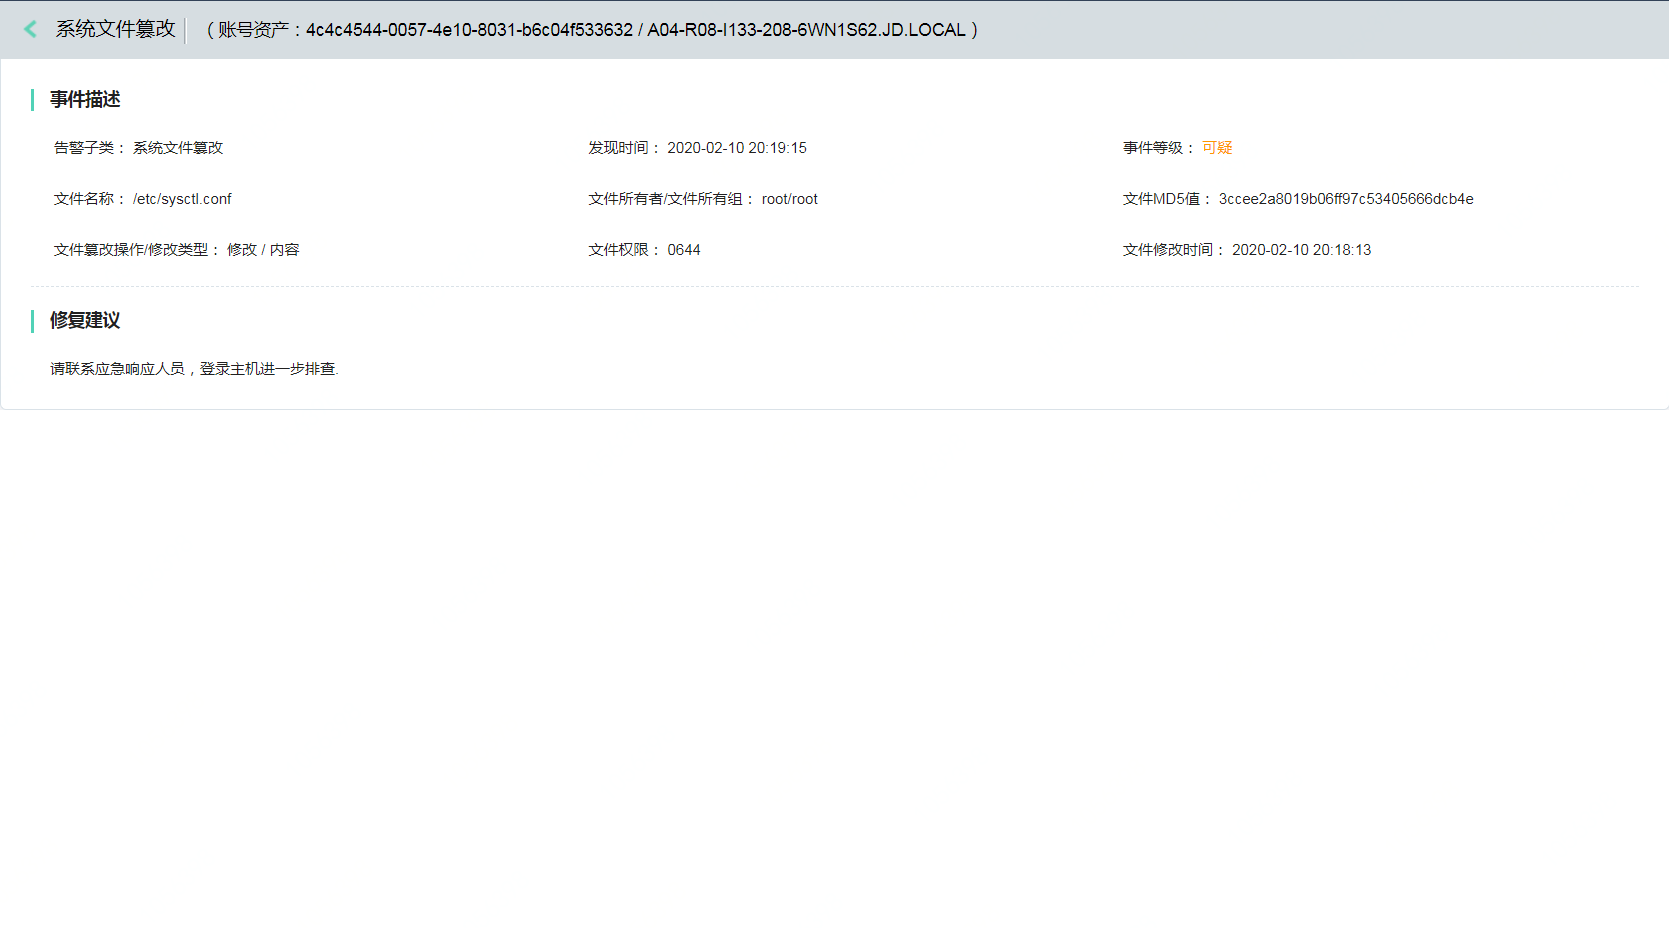 系统文件篡改 （ 账号资产：4c4c4544-0057-4e10-8031-b6c04f533632 / A04-R08-I133-208-6WN1S62.JD.LOCAL ）
事件描述
告警子类： 系统文件篡改 发现时间： 2020-02-10 20:19:15 事件等级： 可疑
文件名称： /etc/sysctl.conf 文件所有者/文件所有组： root/root 文件MD5值： 3ccee2a8019b06ff97c53405666dcb4e
文件篡改操作/修改类型： 修改 / 内容 文件权限： 0644 文件修改时间： 2020-02-10 20:18:13
修复建议
请联系应急响应人员，登录主机进一步排查.